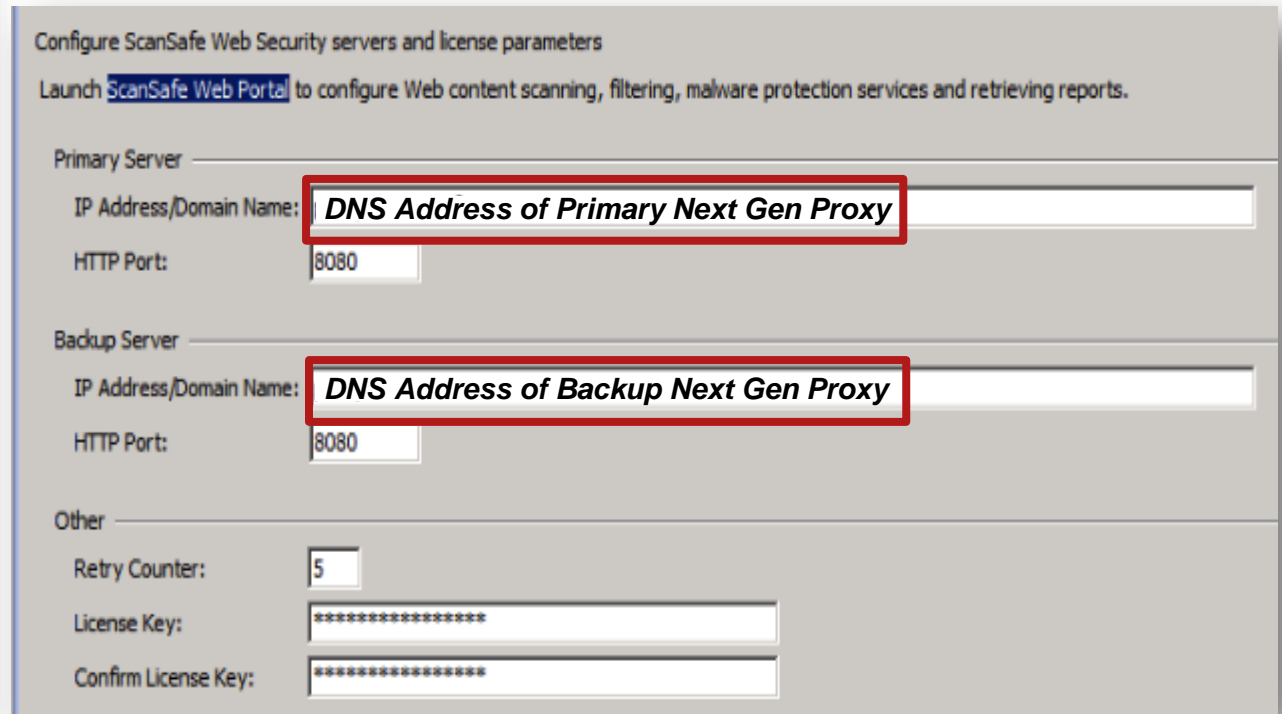 Configure ScanSafe Web Security servers and license parameters
Launch ScanSafe Web Portal to configure Web content scanning, filtering, malware protection services and retrieving reports.
Primary Server
IP Address/Domain Name: DNS Address of Primary Next Gen Proxy
HTTP Port: 8080
Backup Server
IP Address/Domain Name: DNS Address of Backup Next Gen Proxy
HTTP Port: 8080
Other
Retry Counter: 5
License Key: ****************
Confirm License Key: ****************